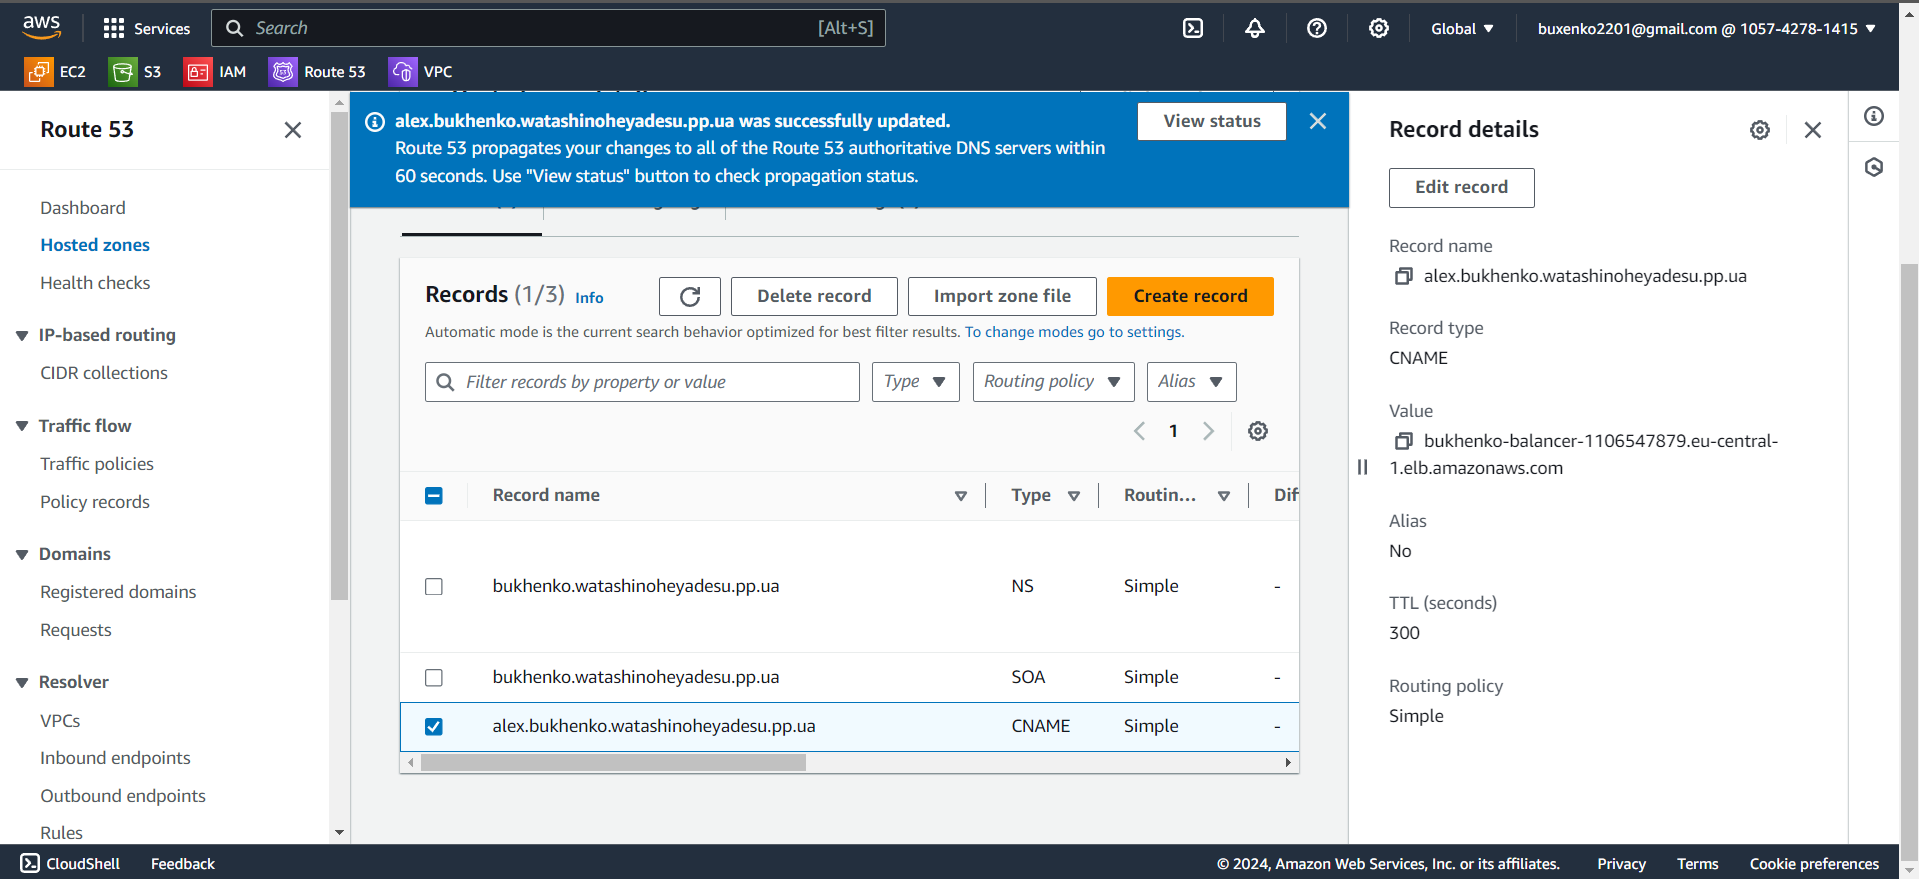 aws
Services
Search
[Alt+S]
Global
buxenko2201@gmail.com @ 1057-4278-1415
EC2
S3
IAM
Route 53
VPC
Route 53
Dashboard
Hosted zones
Health checks
IP-based routing
CIDR collections
Traffic flow
Traffic policies
Policy records
Domains
Registered domains
Requests
Resolver
VPCs
Inbound endpoints
Outbound endpoints
Rules
alex.bukhenko.watashinoheyadesu.pp.ua was successfully updated.
Route 53 propagates your changes to all of the Route 53 authoritative DNS servers within
60 seconds. Use "View status" button to check propagation status.
View status
Records (1/3) Info
Delete record
Import zone file
Create record
Automatic mode is the current search behavior optimized for best filter results. To change modes go to settings.
Filter records by property or value
Type
Routing policy
Alias
1
Record name Type Routin... Dif
bukhenko.watashinoheyadesu.pp.ua NS Simple -
bukhenko.watashinoheyadesu.pp.ua SOA Simple -
alex.bukhenko.watashinoheyadesu.pp.ua CNAME Simple -
Record details
Edit record
Record name
alex.bukhenko.watashinoheyadesu.pp.ua
Record type
CNAME
Value
bukhenko-balancer-1106547879.eu-central-
1.elb.amazonaws.com
Alias
No
TTL (seconds)
300
Routing policy
Simple
CloudShell
Feedback
© 2024, Amazon Web Services, Inc. or its affiliates.
Privacy
Terms
Cookie preferences